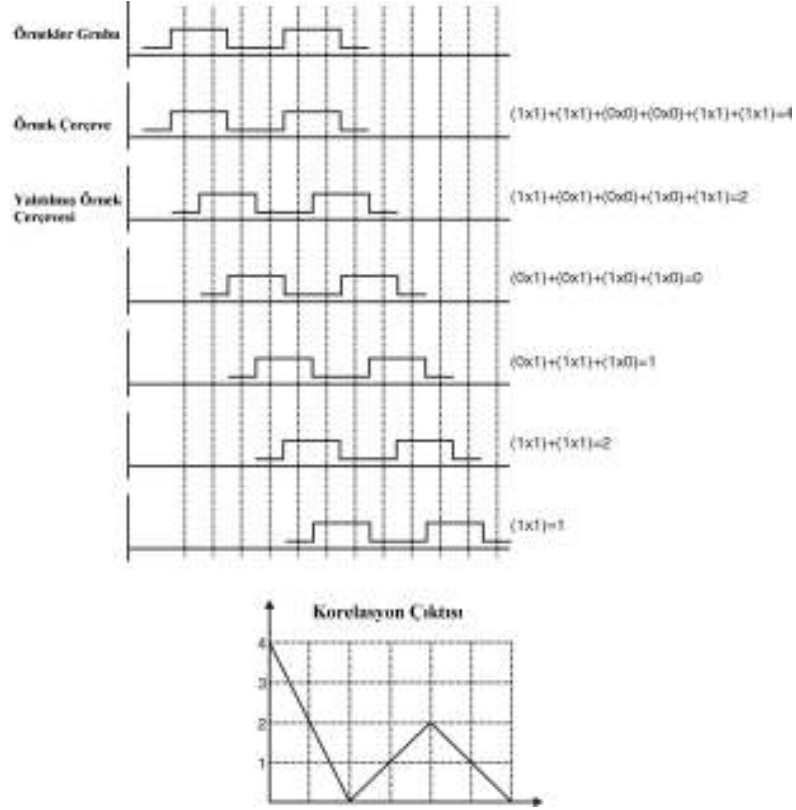 Örnekler Grubu
Örnek Çerçeve
(1x1)+(1x1)+(0x0)+(0x0)+(1x1)+(1x1)=4
Yalıtılmış Örnek
Çerçevesi
(1x1)+(0x1)+(0x0)+(1x0)+(1x1)=2
(0x1)+(0x1)+(1x0)+(1x0)=0
(0x1)+(1x1)+(1x0)=1
(1x1)+(1x1)=2
(1x1)=1
Korelasyon Çıktısı
4
3
2
1